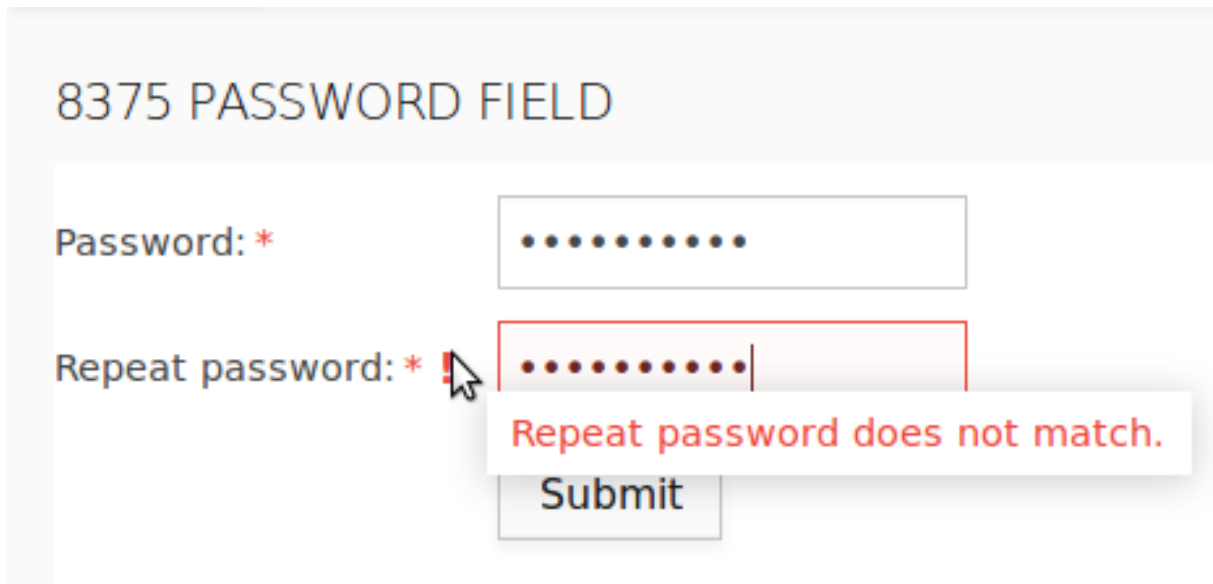 8375 PASSWORD FIELD
Password: *
••••••••••
Repeat password: * !
••••••••••
Repeat password does not match.
Submit